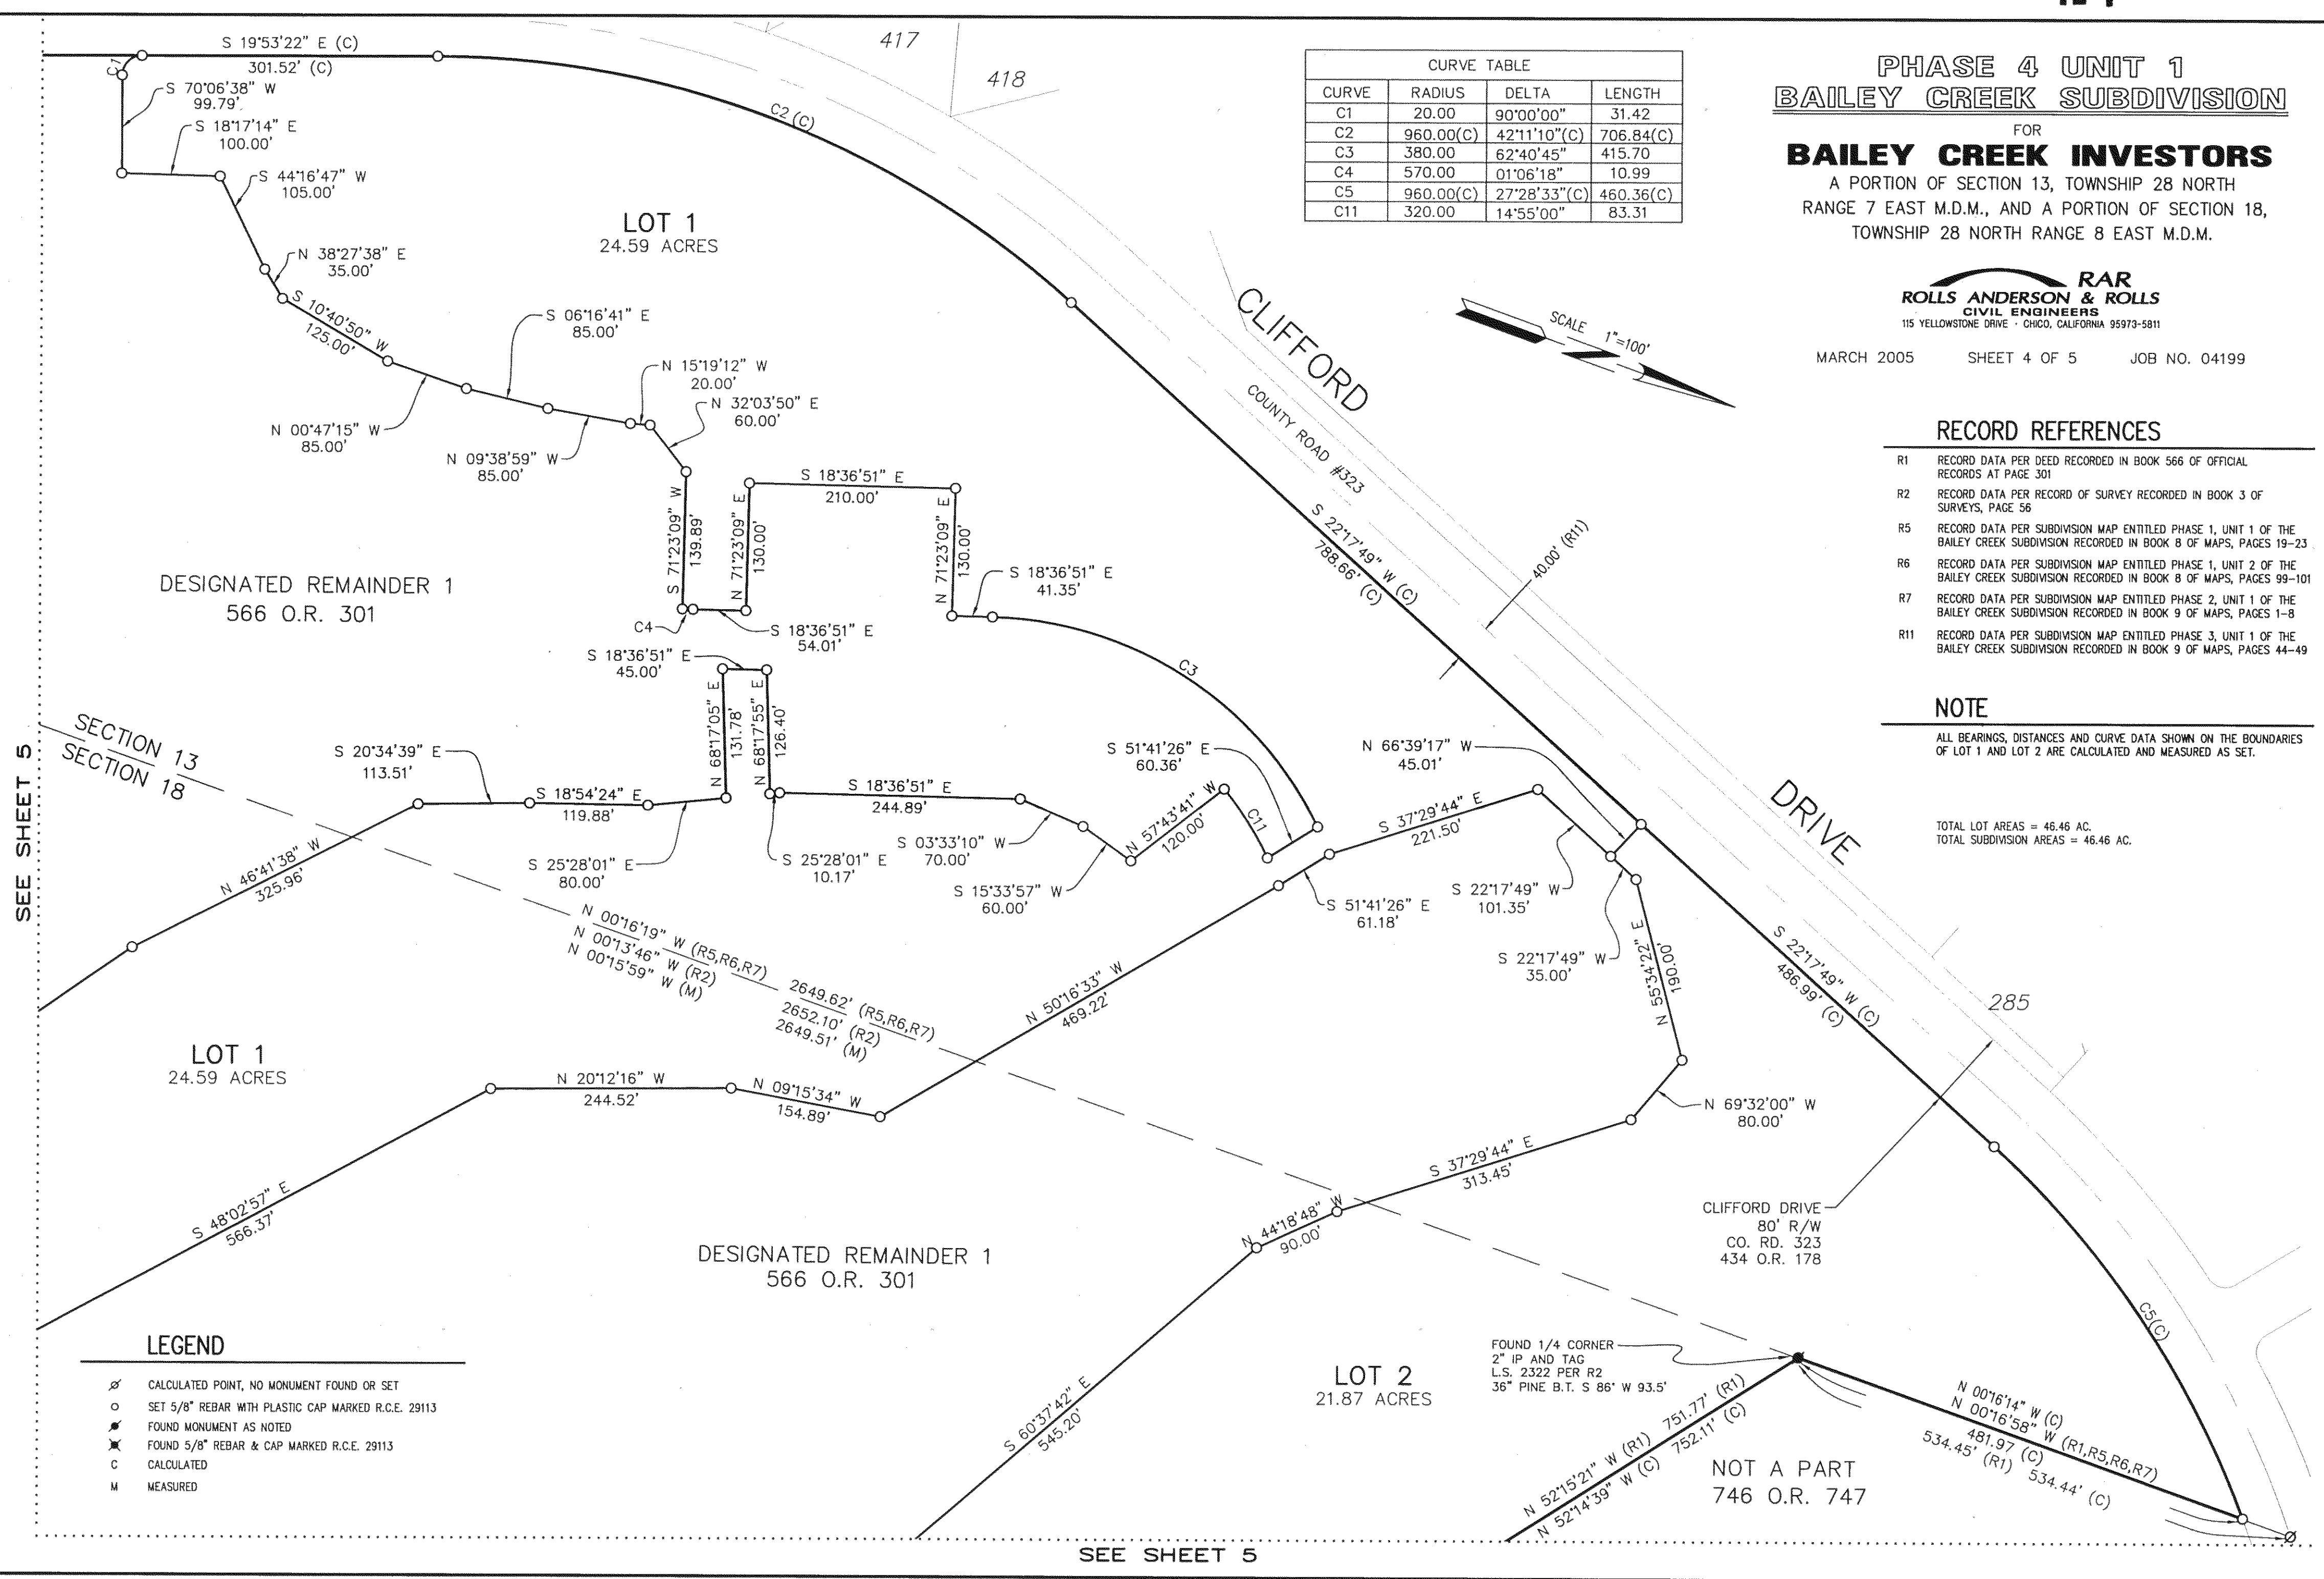 S 19°53'22" E (C)
301.52' (C)
C1
S 70°06'38" W
99.79'
S 18°17'14" E
100.00'
S 44°16'47" W
105.00'
N 38°27'38" E
35.00'
S 10°40'50" W
125.00'
S 06°16'41" E
85.00'
N 00°47'15" W
85.00'
N 09°38'59" W
85.00'
N 15°19'12" W
20.00'
N 32°03'50" E
60.00'
S 71°23'09" W
139.89'
N 71°23'09" E
130.00'
S 18°36'51" E
210.00'
N 71°23'09" E
130.00'
S 18°36'51" E
41.35'
C4
S 18°36'51" E
54.01'
S 18°36'51" E
45.00'
C3
C2 (C)
417
418
LOT 1
24.59 ACRES
DESIGNATED REMAINDER 1
566 O.R. 301
CURVE TABLE
CURVE RADIUS DELTA LENGTH
C1 20.00 90°00'00" 31.42
C2 960.00(C) 42°11'10"(C) 706.84(C)
C3 380.00 62°40'45" 415.70
C4 570.00 01°06'18" 10.99
C5 960.00(C) 27°28'33"(C) 460.36(C)
C11 320.00 14°55'00" 83.31
PHASE 4 UNIT 1
BAILEY CREEK SUBDIVISION
FOR
BAILEY CREEK INVESTORS
A PORTION OF SECTION 13, TOWNSHIP 28 NORTH
RANGE 7 EAST M.D.M., AND A PORTION OF SECTION 18,
TOWNSHIP 28 NORTH RANGE 8 EAST M.D.M.
RAR
ROLLS ANDERSON & ROLLS
CIVIL ENGINEERS
115 YELLOWSTONE DRIVE · CHICO, CALIFORNIA 95973-5811
MARCH 2005 SHEET 4 OF 5 JOB NO. 04199
SCALE 1"=100'
CLIFFORD
DRIVE
COUNTY ROAD #323
S 22°17'49" W (C)
788.66' (C)
40.00' (R11)
RECORD REFERENCES
R1 RECORD DATA PER DEED RECORDED IN BOOK 566 OF OFFICIAL
RECORDS AT PAGE 301
R2 RECORD DATA PER RECORD OF SURVEY RECORDED IN BOOK 3 OF
SURVEYS, PAGE 56
R5 RECORD DATA PER SUBDIVISION MAP ENTITLED PHASE 1, UNIT 1 OF THE
BAILEY CREEK SUBDIVISION RECORDED IN BOOK 8 OF MAPS, PAGES 19-23
R6 RECORD DATA PER SUBDIVISION MAP ENTITLED PHASE 1, UNIT 2 OF THE
BAILEY CREEK SUBDIVISION RECORDED IN BOOK 8 OF MAPS, PAGES 99-101
R7 RECORD DATA PER SUBDIVISION MAP ENTITLED PHASE 2, UNIT 1 OF THE
BAILEY CREEK SUBDIVISION RECORDED IN BOOK 9 OF MAPS, PAGES 1-8
R11 RECORD DATA PER SUBDIVISION MAP ENTITLED PHASE 3, UNIT 1 OF THE
BAILEY CREEK SUBDIVISION RECORDED IN BOOK 9 OF MAPS, PAGES 44-49
NOTE
ALL BEARINGS, DISTANCES AND CURVE DATA SHOWN ON THE BOUNDARIES
OF LOT 1 AND LOT 2 ARE CALCULATED AND MEASURED AS SET.
TOTAL LOT AREAS = 46.46 AC.
TOTAL SUBDIVISION AREAS = 46.46 AC.
SEE SHEET 5
SECTION 13
SECTION 18
S 20°34'39" E
113.51'
S 18°54'24" E
119.88'
S 25°28'01" E
80.00'
N 68°17'05" E
131.78'
N 68°17'55" E
126.40'
S 25°28'01" E
10.17'
S 18°36'51" E
244.89'
S 03°33'10" W
70.00'
S 15°33'57" W
60.00'
N 57°43'41" W
120.00'
C11
S 51°41'26" E
60.36'
S 51°41'26" E
61.18'
S 37°29'44" E
221.50'
N 66°39'17" W
45.01'
S 22°17'49" W
101.35'
S 22°17'49" W
35.00'
N 55°34'22" E
190.00'
N 69°32'00" W
80.00'
S 22°17'49" W (C)
486.99' (C)
285
N 46°41'38" W
325.96'
N 00°16'19" W (R5,R6,R7)
N 00°13'46" W (R2)
N 00°15'59" W (M)
2649.62' (R5,R6,R7)
2652.10' (R2)
2649.51' (M)
N 50°16'33" W
469.22'
LOT 1
24.59 ACRES
N 20°12'16" W
244.52'
N 09°15'34" W
154.89'
S 48°02'57" E
566.37'
S 37°29'44" E
313.45'
N 44°18'48" W
90.00'
S 60°37'42" E
545.20'
DESIGNATED REMAINDER 1
566 O.R. 301
CLIFFORD DRIVE
80' R/W
CO. RD. 323
434 O.R. 178
C5(C)
FOUND 1/4 CORNER
2" IP AND TAG
L.S. 2322 PER R2
36" PINE B.T. S 86° W 93.5'
LOT 2
21.87 ACRES
N 52°15'21" W (R1) 751.77' (R1)
N 52°14'39" W (C) 752.11' (C)
NOT A PART
746 O.R. 747
N 00°16'14" W (C)
N 00°16'58" W (R1,R5,R6,R7)
481.97 (C)
534.45' (R1) 534.44' (C)
LEGEND
CALCULATED POINT, NO MONUMENT FOUND OR SET
SET 5/8" REBAR WITH PLASTIC CAP MARKED R.C.E. 29113
FOUND MONUMENT AS NOTED
FOUND 5/8" REBAR & CAP MARKED R.C.E. 29113
C CALCULATED
M MEASURED
SEE SHEET 5